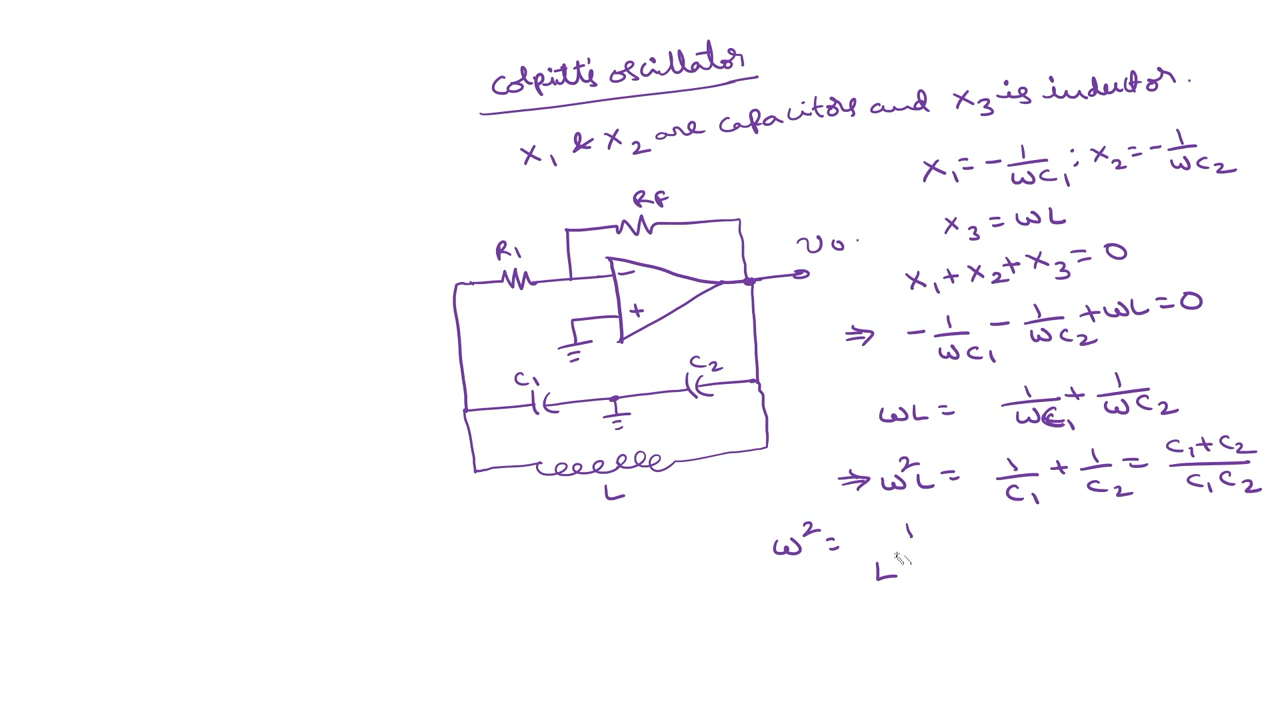 Colpitt's oscillator
X₁ & X₂ are capacitors and X₃ is inductor.
X₁ = - 1/ωC₁ ; X₂ = - 1/ωC₂
X₃ = ωL
X₁ + X₂ + X₃ = 0
⇒ - 1/ωC₁ - 1/ωC₂ + ωL = 0
ωL = 1/ωC₁ + 1/ωC₂
⇒ ω²L = 1/C₁ + 1/C₂ = C₁+C₂/C₁C₂
ω² = 1/L
RF
R1
vo.
-
+
C₁
C₂
L